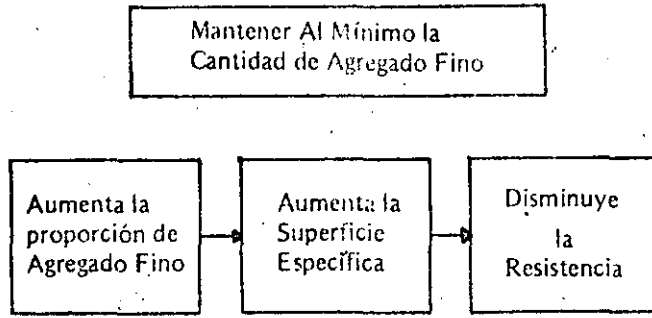 Mantener Al Mínimo la
Cantidad de Agregado Fino
Aumenta la
proporción de
Agregado Fino
Aumenta la
Superficie
Específica
Disminuye
la
Resistencia